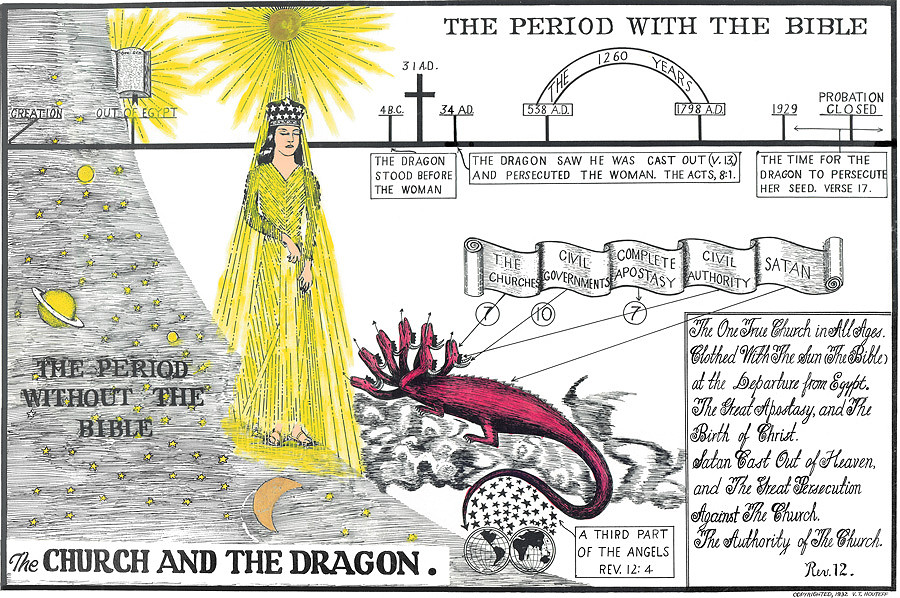 THE PERIOD WITH THE BIBLE
31 A.D.
THE 1260 YEARS
CREATION
OUT OF EGYPT
4 B.C.
34 A.D.
538 A.D.
1798 A.D.
1929
PROBATION
CLOSED
THE DRAGON
STOOD BEFORE
THE WOMAN
THE DRAGON SAW HE WAS CAST OUT (V. 13)
AND PERSECUTED THE WOMAN. THE ACTS, 8:1.
THE TIME FOR THE
DRAGON TO PERSECUTE
HER SEED. VERSE 17.
THE
CHURCHES
CIVIL
GOVERNMENTS
COMPLETE
APOSTASY
CIVIL
AUTHORITY
SATAN
7
10
7
THE PERIOD
WITHOUT THE
BIBLE
The One True Church in All Ages.
Clothed With The Sun (The Bible)
at the Departure from Egypt.
The Great Apostasy, and The
Birth of Christ.
Satan Cast Out of Heaven,
and The Great Persecution
Against The Church.
The Authority of The Church.
Rev. 12.
A THIRD PART
OF THE ANGELS
REV. 12: 4
The CHURCH AND THE DRAGON.
COPYRIGHTED, 1932 V.T. HOUTEFF